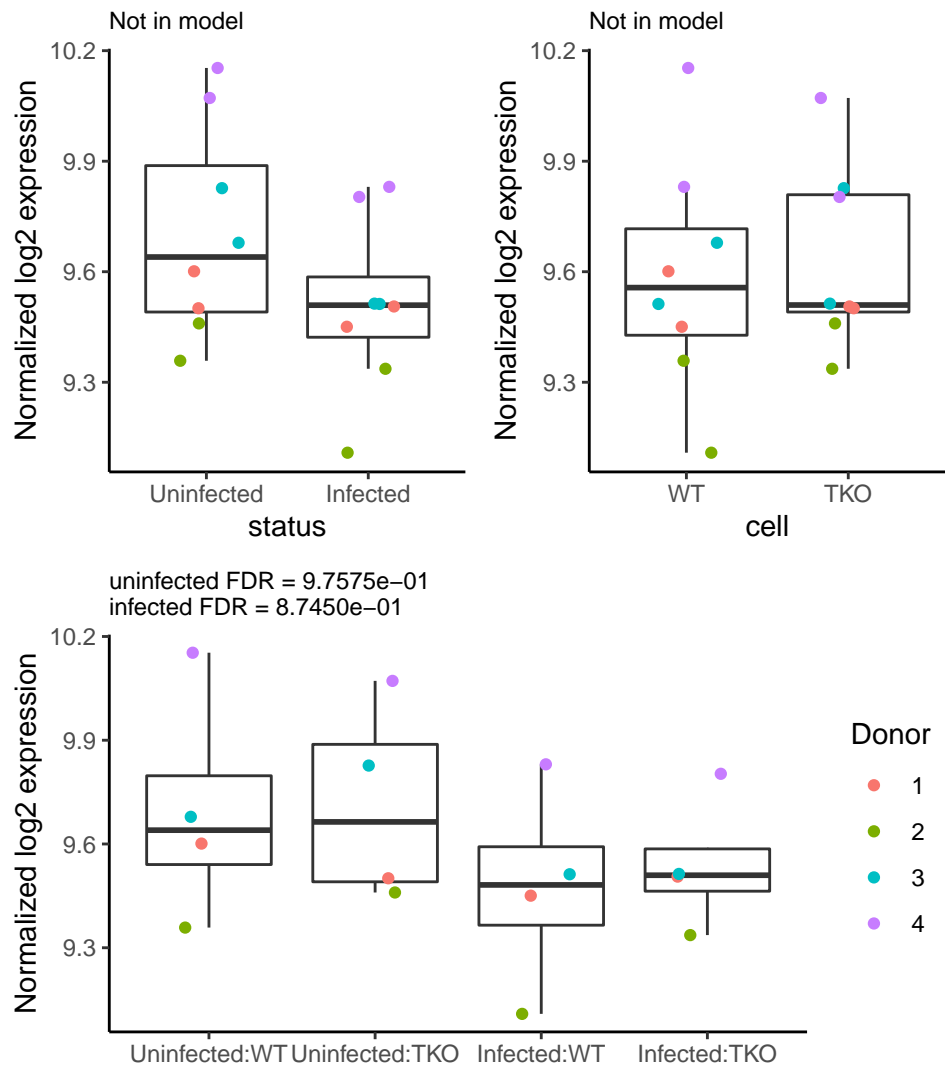 Not in model
Normalized log2 expression
10.2
9.9
9.6
9.3
Uninfected
Infected
status
Not in model
Normalized log2 expression
10.2
9.9
9.6
9.3
WT
TKO
cell
uninfected FDR = 9.7575e−01
infected FDR = 8.7450e−01
Normalized log2 expression
10.2
9.9
9.6
9.3
Uninfected:WT
Uninfected:TKO
Infected:WT
Infected:TKO
Donor
1
2
3
4